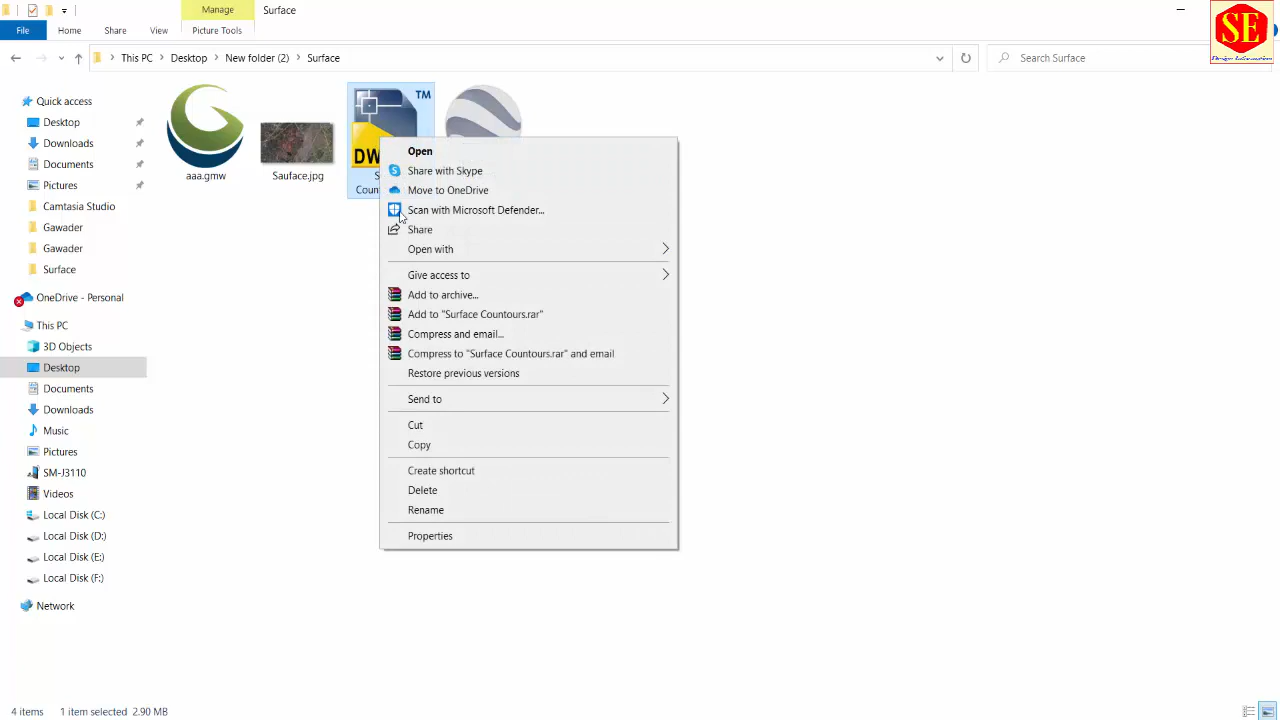 Manage
Surface
File
Home
Share
View
Picture Tools
This PC
Desktop
New folder (2)
Surface
Search Surface
SE
Design Information
Quick access
Desktop
Downloads
Documents
Pictures
Camtasia Studio
Gawader
Gawader
Surface
OneDrive - Personal
This PC
3D Objects
Desktop
Documents
Downloads
Music
Pictures
SM-J3110
Videos
Local Disk (C:)
Local Disk (D:)
Local Disk (E:)
Local Disk (F:)
Network
aaa.gmw
Sauface.jpg
TM
DW
S
Coun
Open
Share with Skype
Move to OneDrive
Scan with Microsoft Defender...
Share
Open with
Give access to
Add to archive...
Add to "Surface Countours.rar"
Compress and email...
Compress to "Surface Countours.rar" and email
Restore previous versions
Send to
Cut
Copy
Create shortcut
Delete
Rename
Properties
4 items
1 item selected 2.90 MB